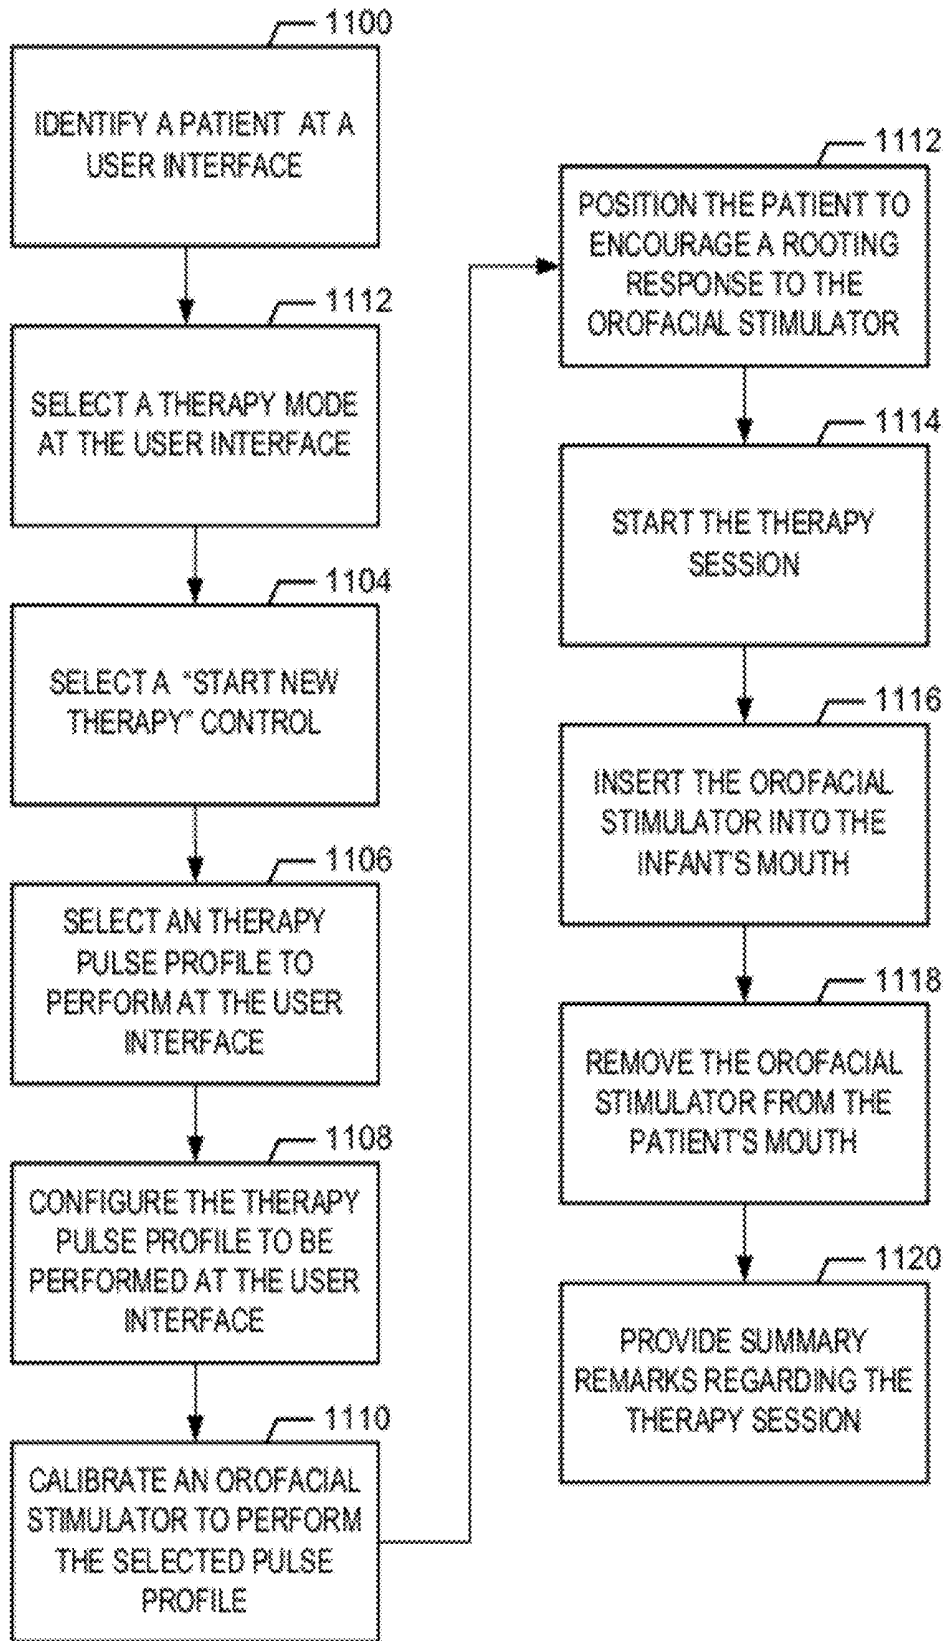 1100
IDENTIFY A PATIENT AT A
USER INTERFACE
1112
SELECT A THERAPY MODE
AT THE USER INTERFACE
1104
SELECT A "START NEW
THERAPY" CONTROL
1106
SELECT AN THERAPY
PULSE PROFILE TO
PERFORM AT THE USER
INTERFACE
1108
CONFIGURE THE THERAPY
PULSE PROFILE TO BE
PERFORMED AT THE USER
INTERFACE
1110
CALIBRATE AN OROFACIAL
STIMULATOR TO PERFORM
THE SELECTED PULSE
PROFILE
1112
POSITION THE PATIENT TO
ENCOURAGE A ROOTING
RESPONSE TO THE
OROFACIAL STIMULATOR
1114
START THE THERAPY
SESSION
1116
INSERT THE OROFACIAL
STIMULATOR INTO THE
INFANT'S MOUTH
1118
REMOVE THE OROFACIAL
STIMULATOR FROM THE
PATIENT'S MOUTH
1120
PROVIDE SUMMARY
REMARKS REGARDING THE
THERAPY SESSION